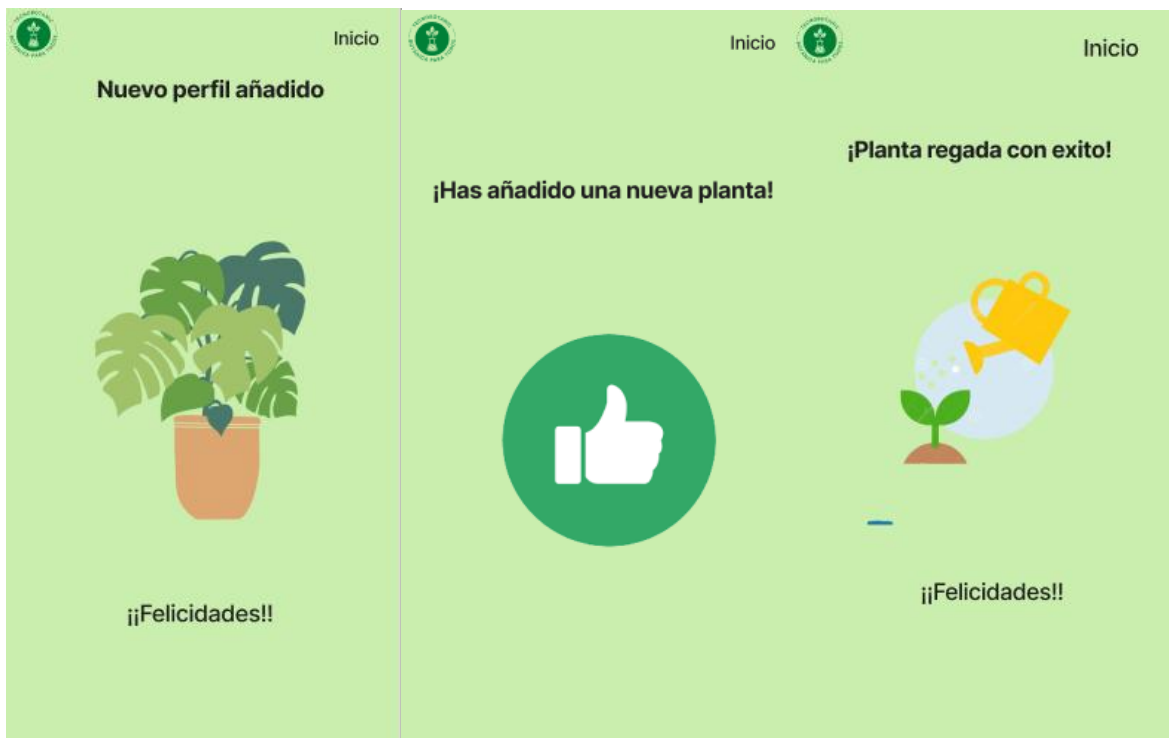 Inicio
Nuevo perfil añadido
¡¡Felicidades!!
Inicio
¡Has añadido una nueva planta!
Inicio
¡Planta regada con exito!
¡¡Felicidades!!